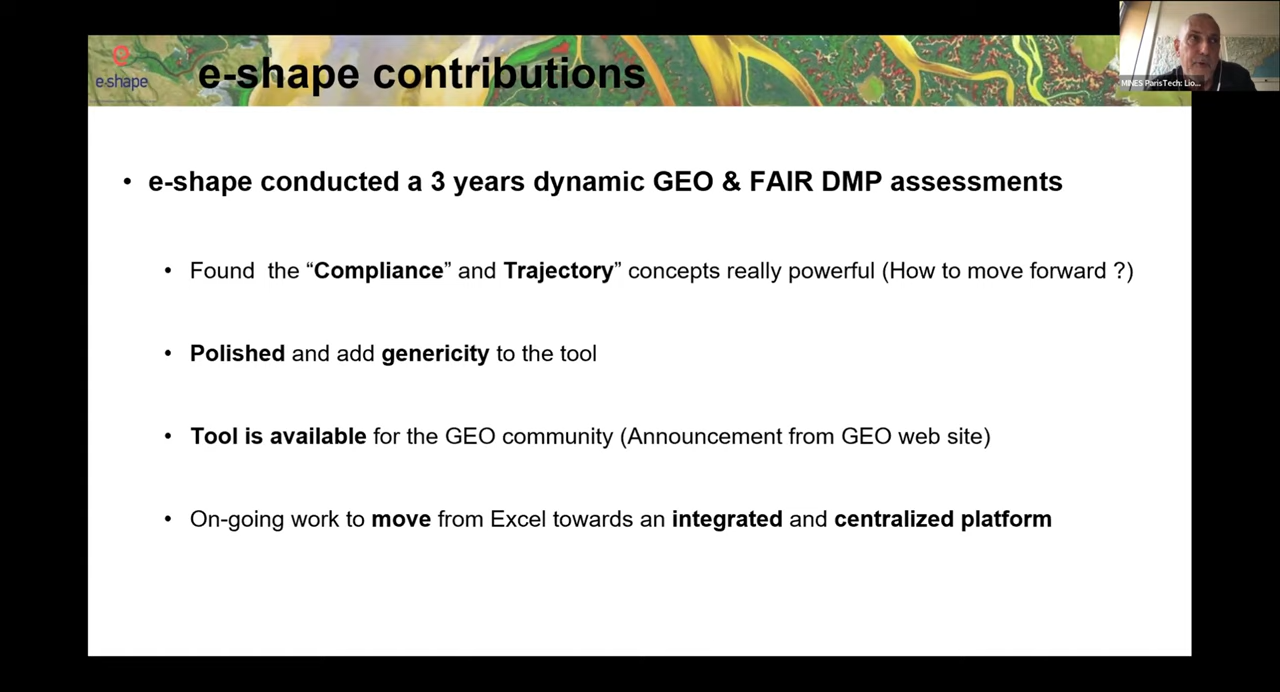 e-shape
e-shape contributions
MINES ParisTech: Lio...
• e-shape conducted a 3 years dynamic GEO & FAIR DMP assessments
• Found the “Compliance” and Trajectory” concepts really powerful (How to move forward ?)
• Polished and add genericity to the tool
• Tool is available for the GEO community (Announcement from GEO web site)
• On-going work to move from Excel towards an integrated and centralized platform